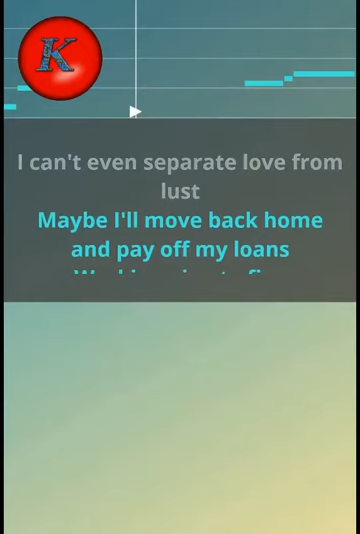 K
I can't even separate love from
lust
Maybe I'll move back home
and pay off my loans